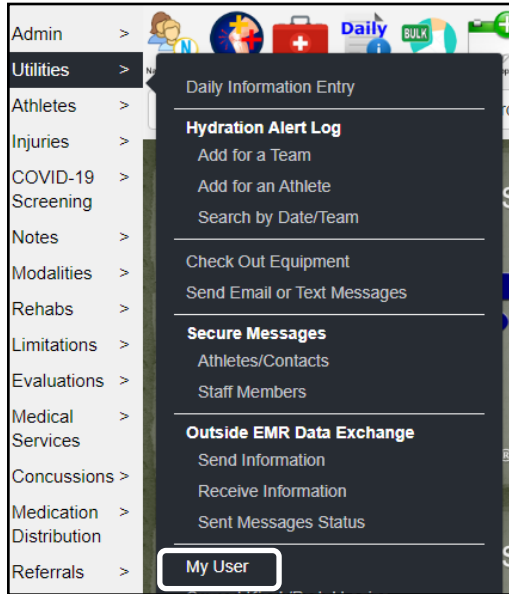 Admin >
Utilities >
Athletes >
Injuries >
COVID-19 >
Screening
Notes >
Modalities >
Rehabs >
Limitations >
Evaluations >
Medical >
Services
Concussions >
Medication >
Distribution
Referrals >
Daily
BULK
N
Daily Information Entry
Hydration Alert Log
Add for a Team
Add for an Athlete
Search by Date/Team
Check Out Equipment
Send Email or Text Messages
Secure Messages
Athletes/Contacts
Staff Members
Outside EMR Data Exchange
Send Information
Receive Information
Sent Messages Status
My User